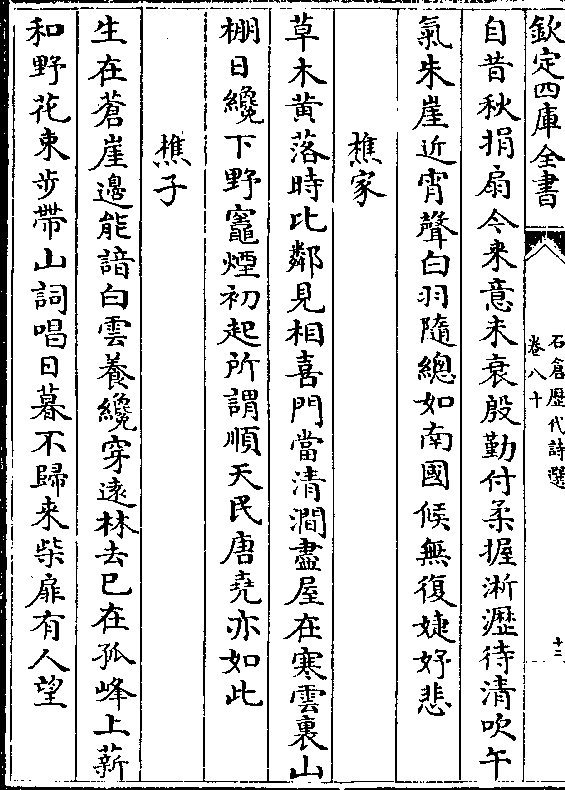 欽定四庫全書
石倉歷代詩選
卷八十
十三
自昔秋捐扇今來意未衰殷勤付柔握淅瀝待清吹午
氣朱崖近宵聲白羽隨總如南國候無復婕妤悲
樵家
草木黃落時比鄰見相喜門當清澗盡屋在寒雲裏山
棚日纔下野竈煙初起所謂順天民唐堯亦如此
樵子
生在蒼崖邊能諳白雲養纔穿遠林去已在孤峰上薪
和野花束步帶山詞唱日暮不歸來柴扉有人望